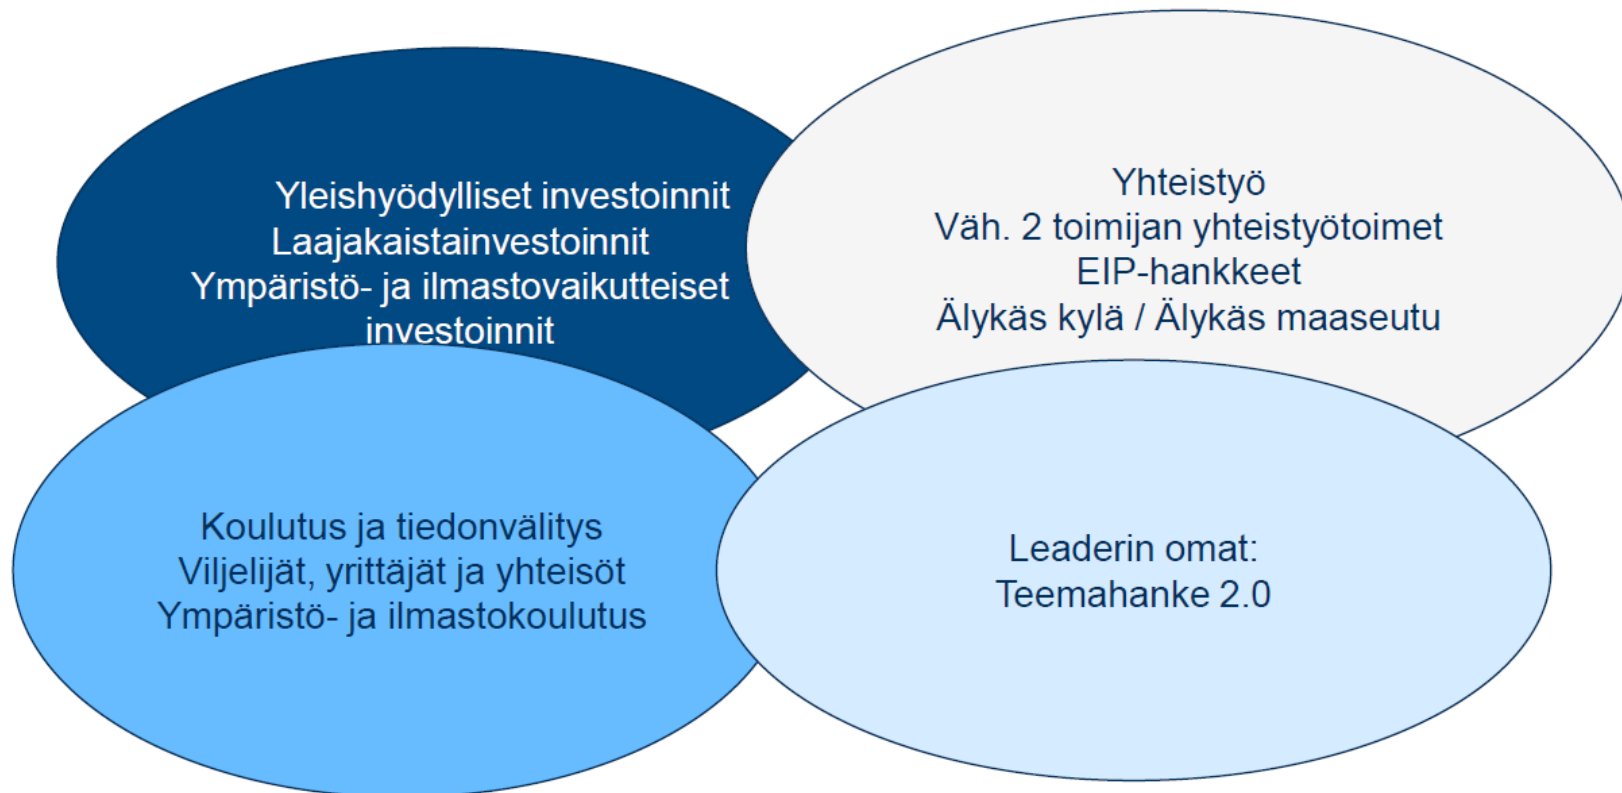 Yleishyödylliset investoinnit
Laajakaistainvestoinnit
Ympäristö- ja ilmastovaikutteiset
investoinnit
Yhteistyö
Väh. 2 toimijan yhteistyötoimet
EIP-hankkeet
Älykäs kylä / Älykäs maaseutu
Koulutus ja tiedonvälitys
Viljelijät, yrittäjät ja yhteisöt
Ympäristö- ja ilmastokoulutus
Leaderin omat:
Teemahanke 2.0